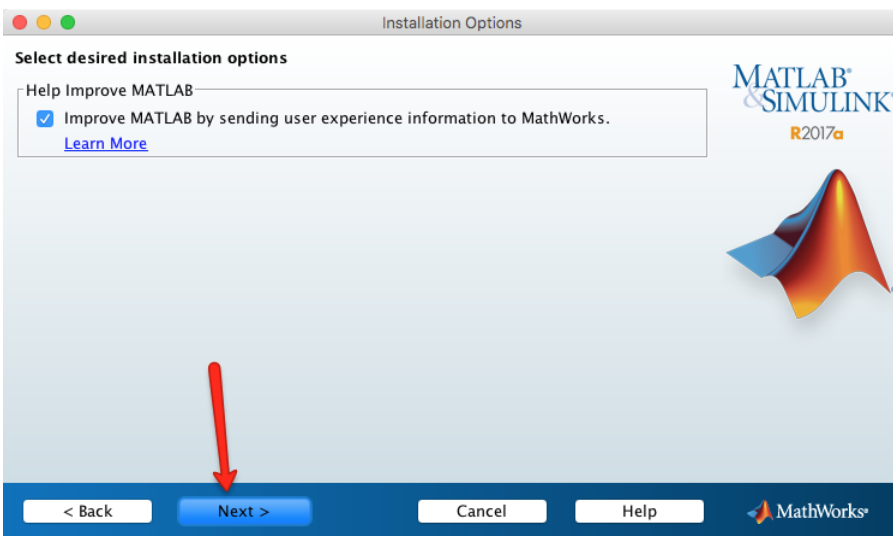 Installation Options
Select desired installation options
Help Improve MATLAB
Improve MATLAB by sending user experience information to MathWorks.
Learn More
MATLAB®
&SIMULINK®
R2017a
< Back
Next >
Cancel
Help
MathWorks®